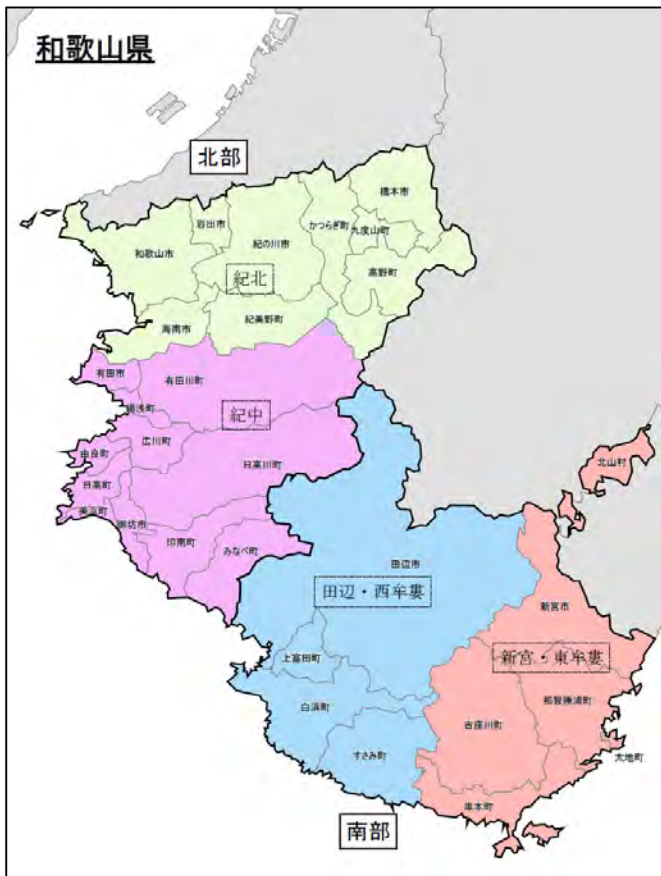 和歌山県
北部
橋本市
岩出市
かつらぎ町
九度山町
紀の川市
和歌山市
高野町
紀北
紀美野町
海南市
有田市
有田川町
湯浅町
紀中
広川町
由良町
日高川町
北山村
日高町
美浜町
御坊市
印南町
みなべ町
田辺市
田辺・西牟婁
新宮市
上富田町
新宮・東牟婁
那智勝浦町
白浜町
古座川町
すさみ町
太地町
串本町
南部